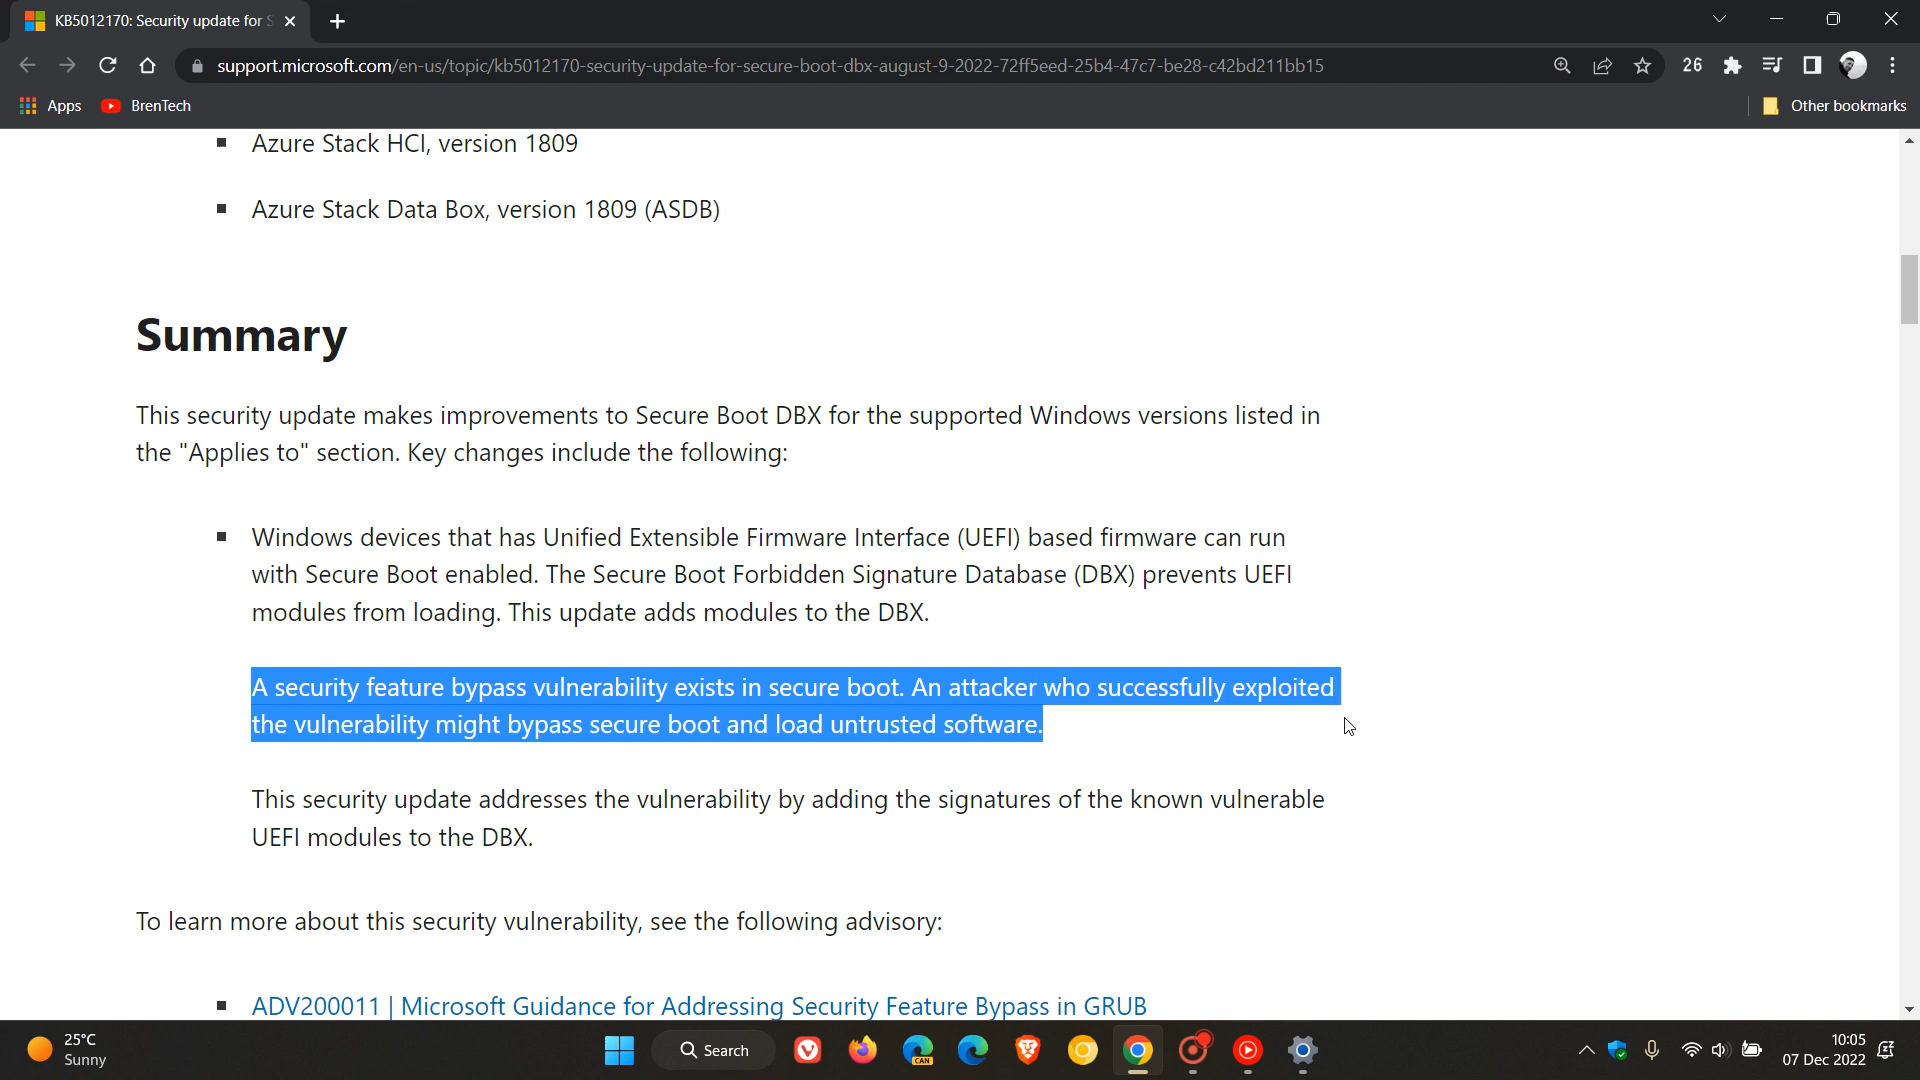 KB5012170: Security update for S
support.microsoft.com/en-us/topic/kb5012170-security-update-for-secure-boot-dbx-august-9-2022-72ff5eed-25b4-47c7-be28-c42bd211bb15
26
Apps
BrenTech
Other bookmarks
Azure Stack HCI, version 1809
Azure Stack Data Box, version 1809 (ASDB)
Summary
This security update makes improvements to Secure Boot DBX for the supported Windows versions listed in
the "Applies to" section. Key changes include the following:
Windows devices that has Unified Extensible Firmware Interface (UEFI) based firmware can run
with Secure Boot enabled. The Secure Boot Forbidden Signature Database (DBX) prevents UEFI
modules from loading. This update adds modules to the DBX.
A security feature bypass vulnerability exists in secure boot. An attacker who successfully exploited
the vulnerability might bypass secure boot and load untrusted software.
This security update addresses the vulnerability by adding the signatures of the known vulnerable
UEFI modules to the DBX.
To learn more about this security vulnerability, see the following advisory:
ADV200011 | Microsoft Guidance for Addressing Security Feature Bypass in GRUB
25°C
Sunny
Search
CAN
10:05
07 Dec 2022